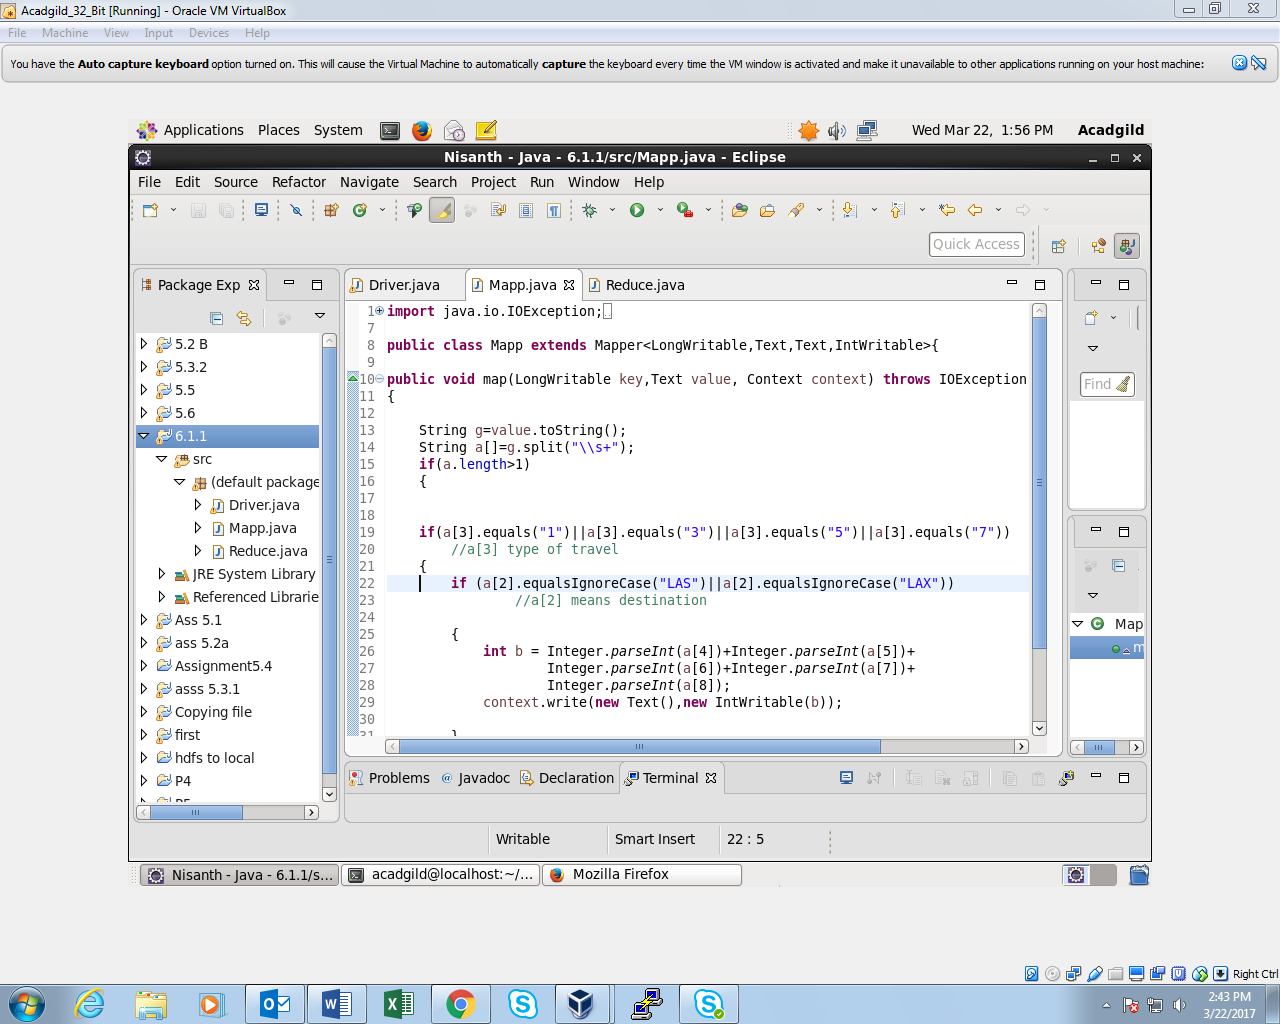 Acadgild_32_Bit [Running] - Oracle VM VirtualBox
File Machine View Input Devices Help
You have the Auto capture keyboard option turned on. This will cause the Virtual Machine to automatically capture the keyboard every time the VM window is activated and make it unavailable to other applications running on your host machine:
Applications Places System Wed Mar 22, 1:56 PM Acadgild
Nisanth - Java - 6.1.1/src/Mapp.java - Eclipse
File Edit Source Refactor Navigate Search Project Run Window Help
Quick Access
Package Exp
5.2 B
5.3.2
5.5
5.6
6.1.1
src
(default package
Driver.java
Mapp.java
Reduce.java
JRE System Library
Referenced Librarie
Ass 5.1
ass 5.2a
Assignment5.4
asss 5.3.1
Copying file
first
hdfs to local
P4
Driver.java Mapp.java Reduce.java
1 import java.io.IOException;
7
8 public class Mapp extends Mapper<LongWritable,Text,Text,IntWritable>{
9
10 public void map(LongWritable key,Text value, Context context) throws IOException
11 {
12
13 String g=value.toString();
14 String a[]=g.split("\\s+");
15 if(a.length>1)
16 {
17
18
19 if(a[3].equals("1")||a[3].equals("3")||a[3].equals("5")||a[3].equals("7"))
20 //a[3] type of travel
21 {
22 if (a[2].equalsIgnoreCase("LAS")||a[2].equalsIgnoreCase("LAX"))
23 //a[2] means destination
24
25 {
26 int b = Integer.parseInt(a[4])+Integer.parseInt(a[5])+
27 Integer.parseInt(a[6])+Integer.parseInt(a[7])+
28 Integer.parseInt(a[8]);
29 context.write(new Text(),new IntWritable(b));
30
31 }
Find
Map
m
Problems Javadoc Declaration Terminal
Writable Smart Insert 22 : 5
Nisanth - Java - 6.1.1/s... acadgild@localhost:~/... Mozilla Firefox
Right Ctrl
2:43 PM
3/22/2017